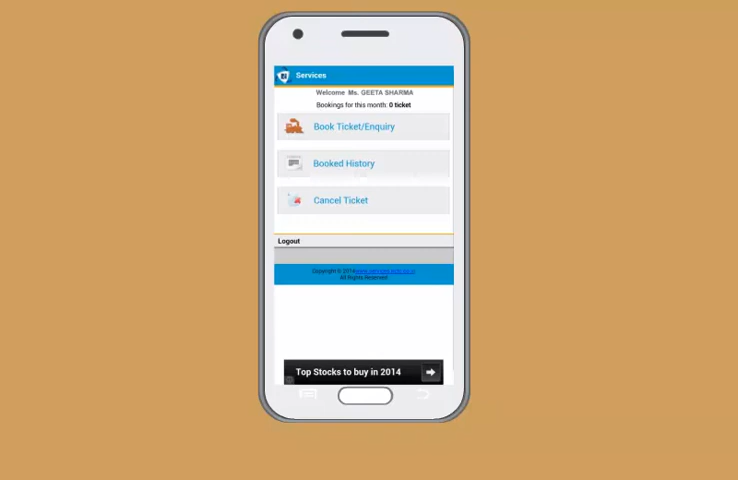 Services
Welcome Ms. GEETA SHARMA
Bookings for this month: 0 ticket
Book Ticket/Enquiry
Booked History
Cancel Ticket
Logout
Copyright © 2014
All Rights Reserved
Top Stocks to buy in 2014